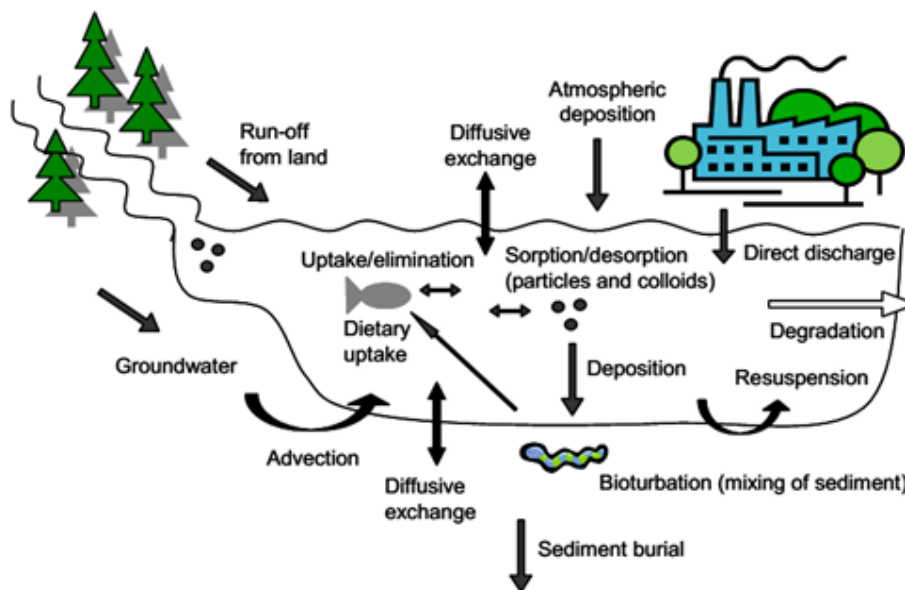 Atmospheric
deposition
Run-off
from land
Diffusive
exchange
Uptake/elimination
Sorption/desorption
(particles and colloids)
Direct discharge
Dietary
uptake
Degradation
Groundwater
Deposition
Resuspension
Advection
Diffusive
exchange
Bioturbation (mixing of sediment)
Sediment burial